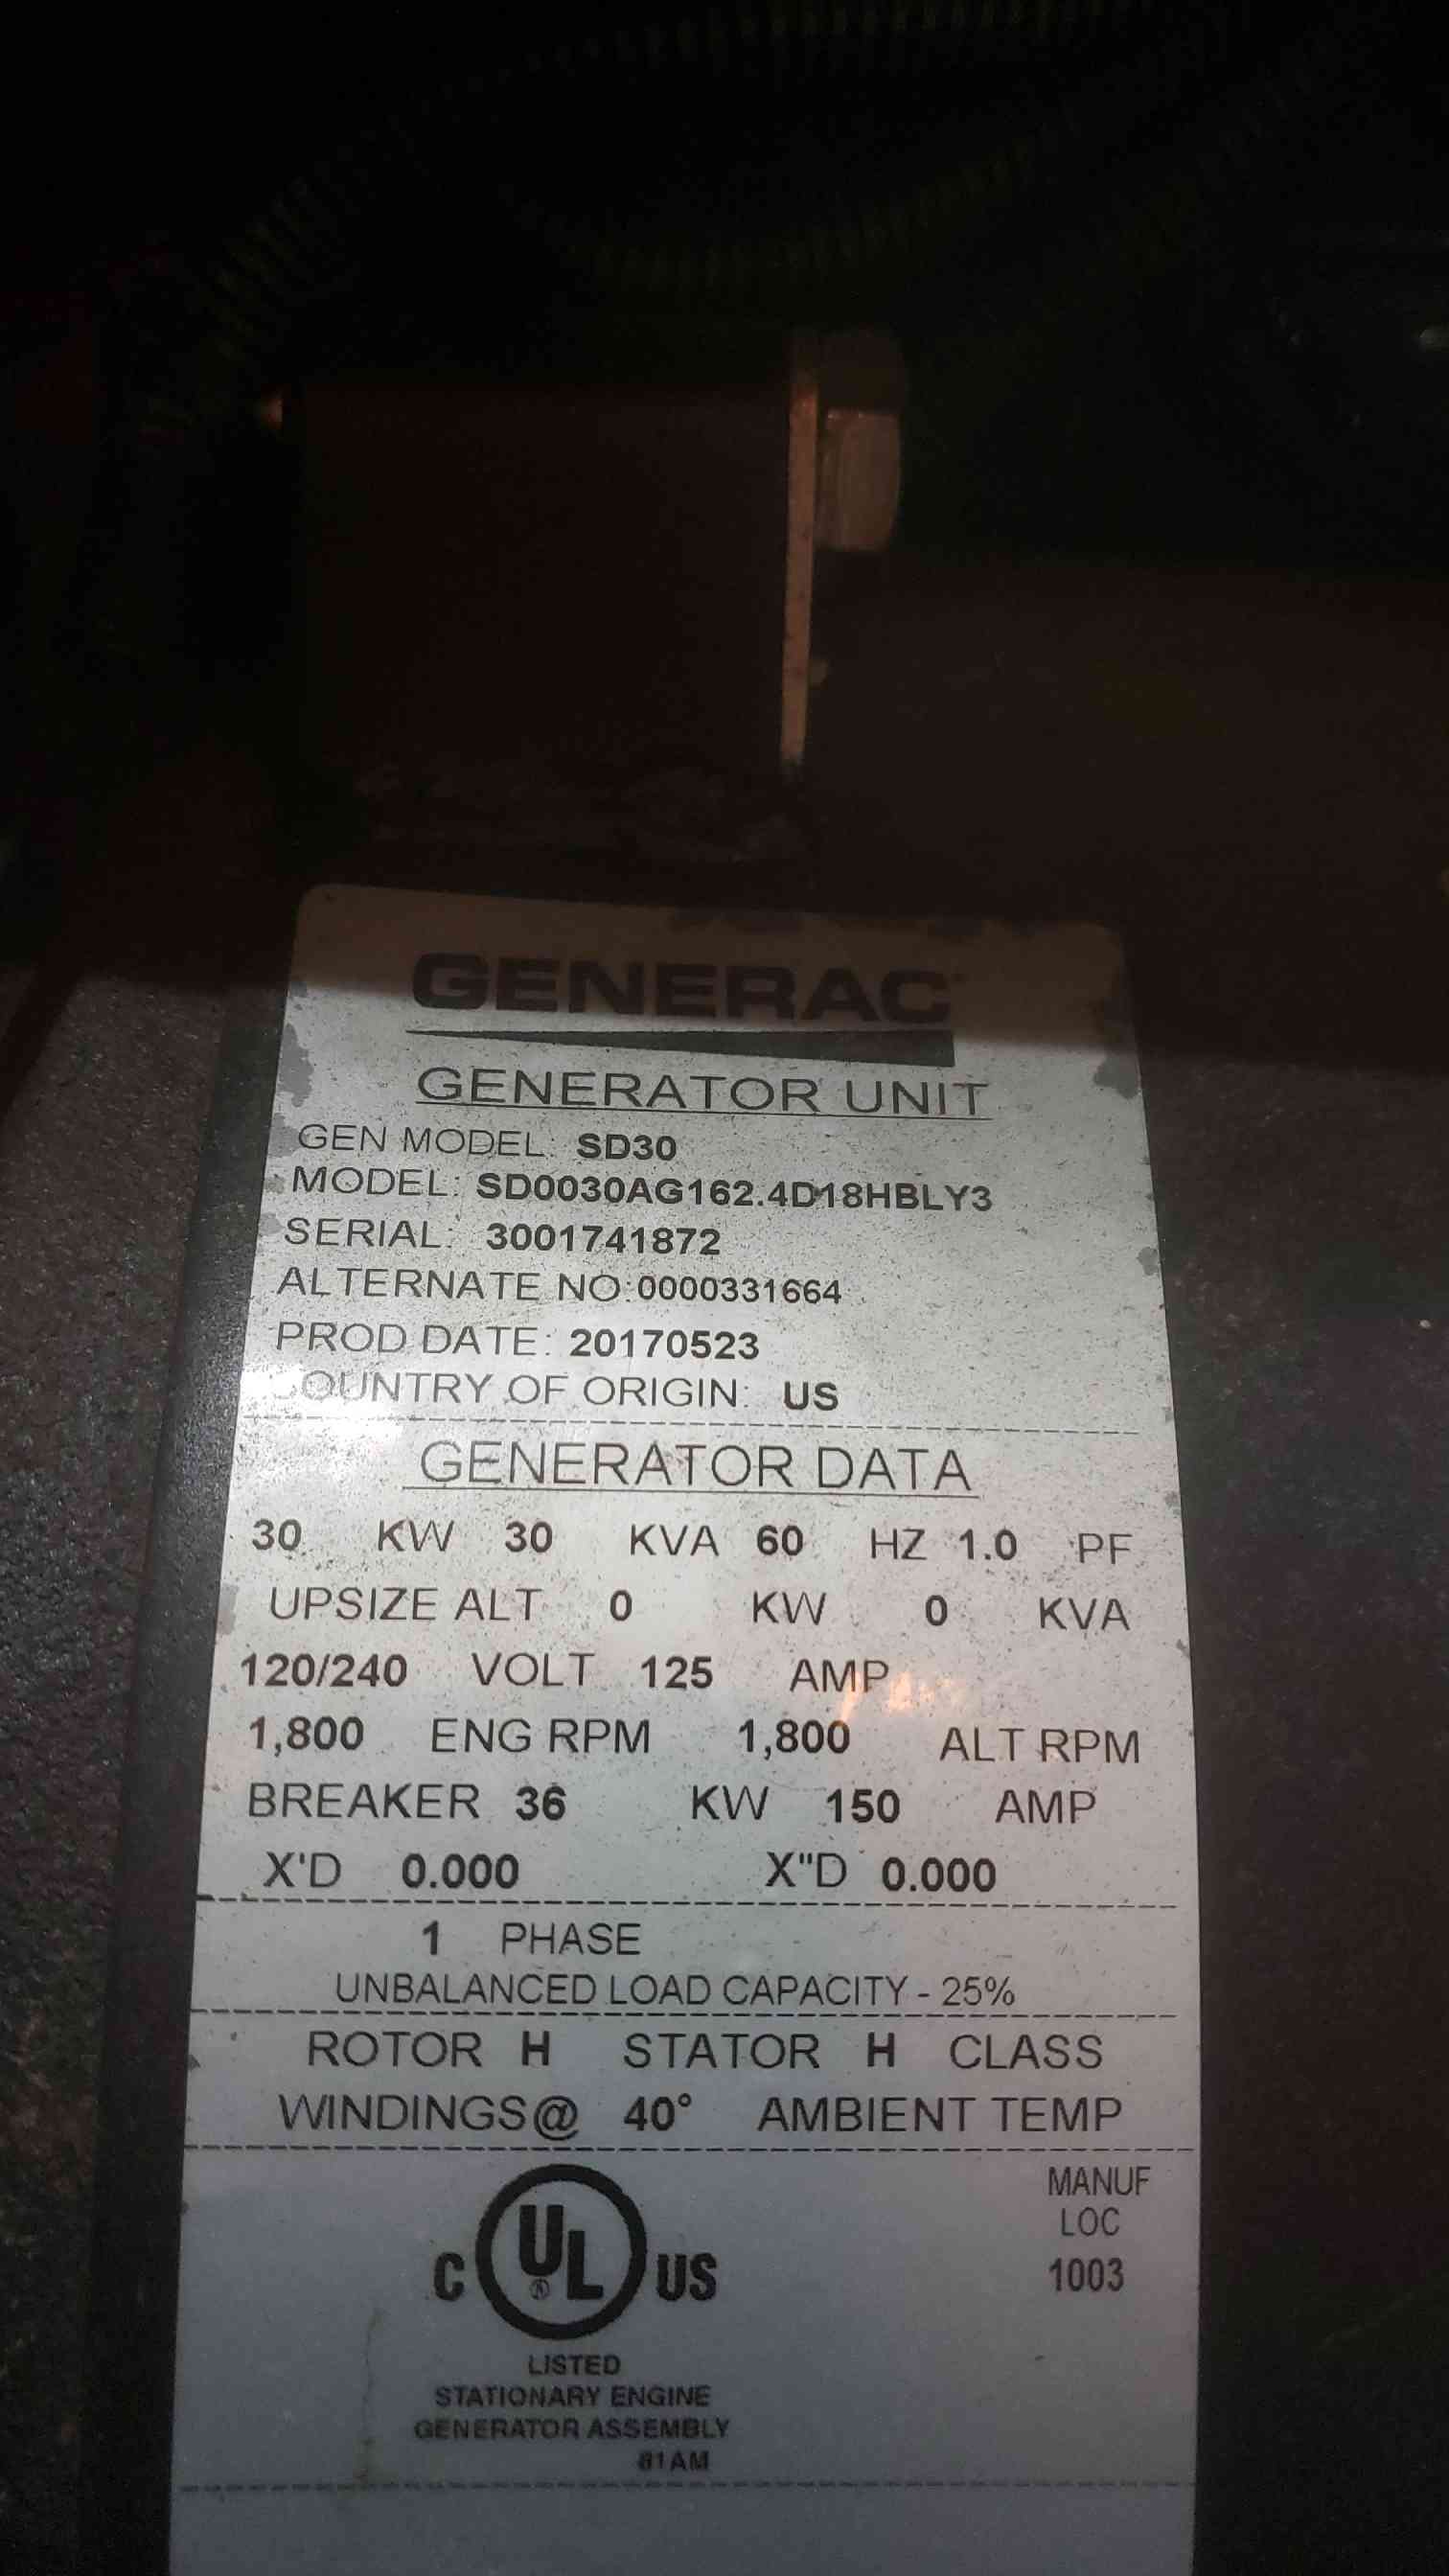 GENERAC
GENERATOR UNIT
GEN MODEL: SD30
MODEL: SD0030AG162.4D18HBLY3
SERIAL: 3001741872
ALTERNATE NO:0000331664
PROD DATE: 20170523
COUNTRY OF ORIGIN: US
GENERATOR DATA
30 KW 30 KVA 60 HZ 1.0 PF
UPSIZE ALT 0 KW 0 KVA
120/240 VOLT 125 AMP
1,800 ENG RPM 1,800 ALT RPM
BREAKER 36 KW 150 AMP
X'D 0.000 X"D 0.000
1 PHASE
UNBALANCED LOAD CAPACITY - 25%
ROTOR H STATOR H CLASS
WINDINGS@ 40° AMBIENT TEMP
C UL® US
LISTED
STATIONARY ENGINE
GENERATOR ASSEMBLY
81AM
MANUF
LOC
1003